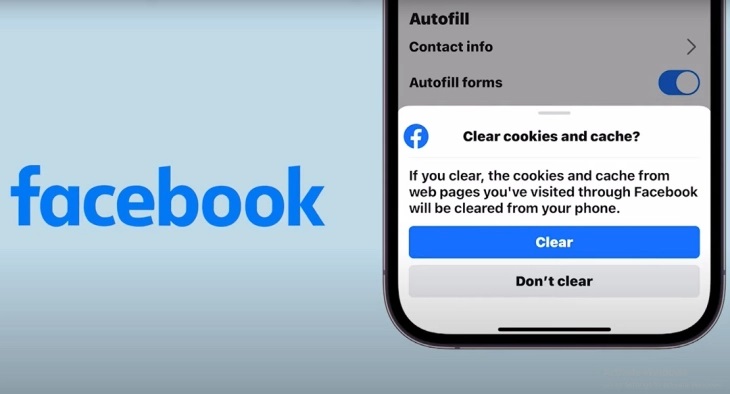 facebook
Autofill
Contact info
Autofill forms
Clear cookies and cache?
If you clear, the cookies and cache from
web pages you've visited through Facebook
will be cleared from your phone.
Clear
Don't clear